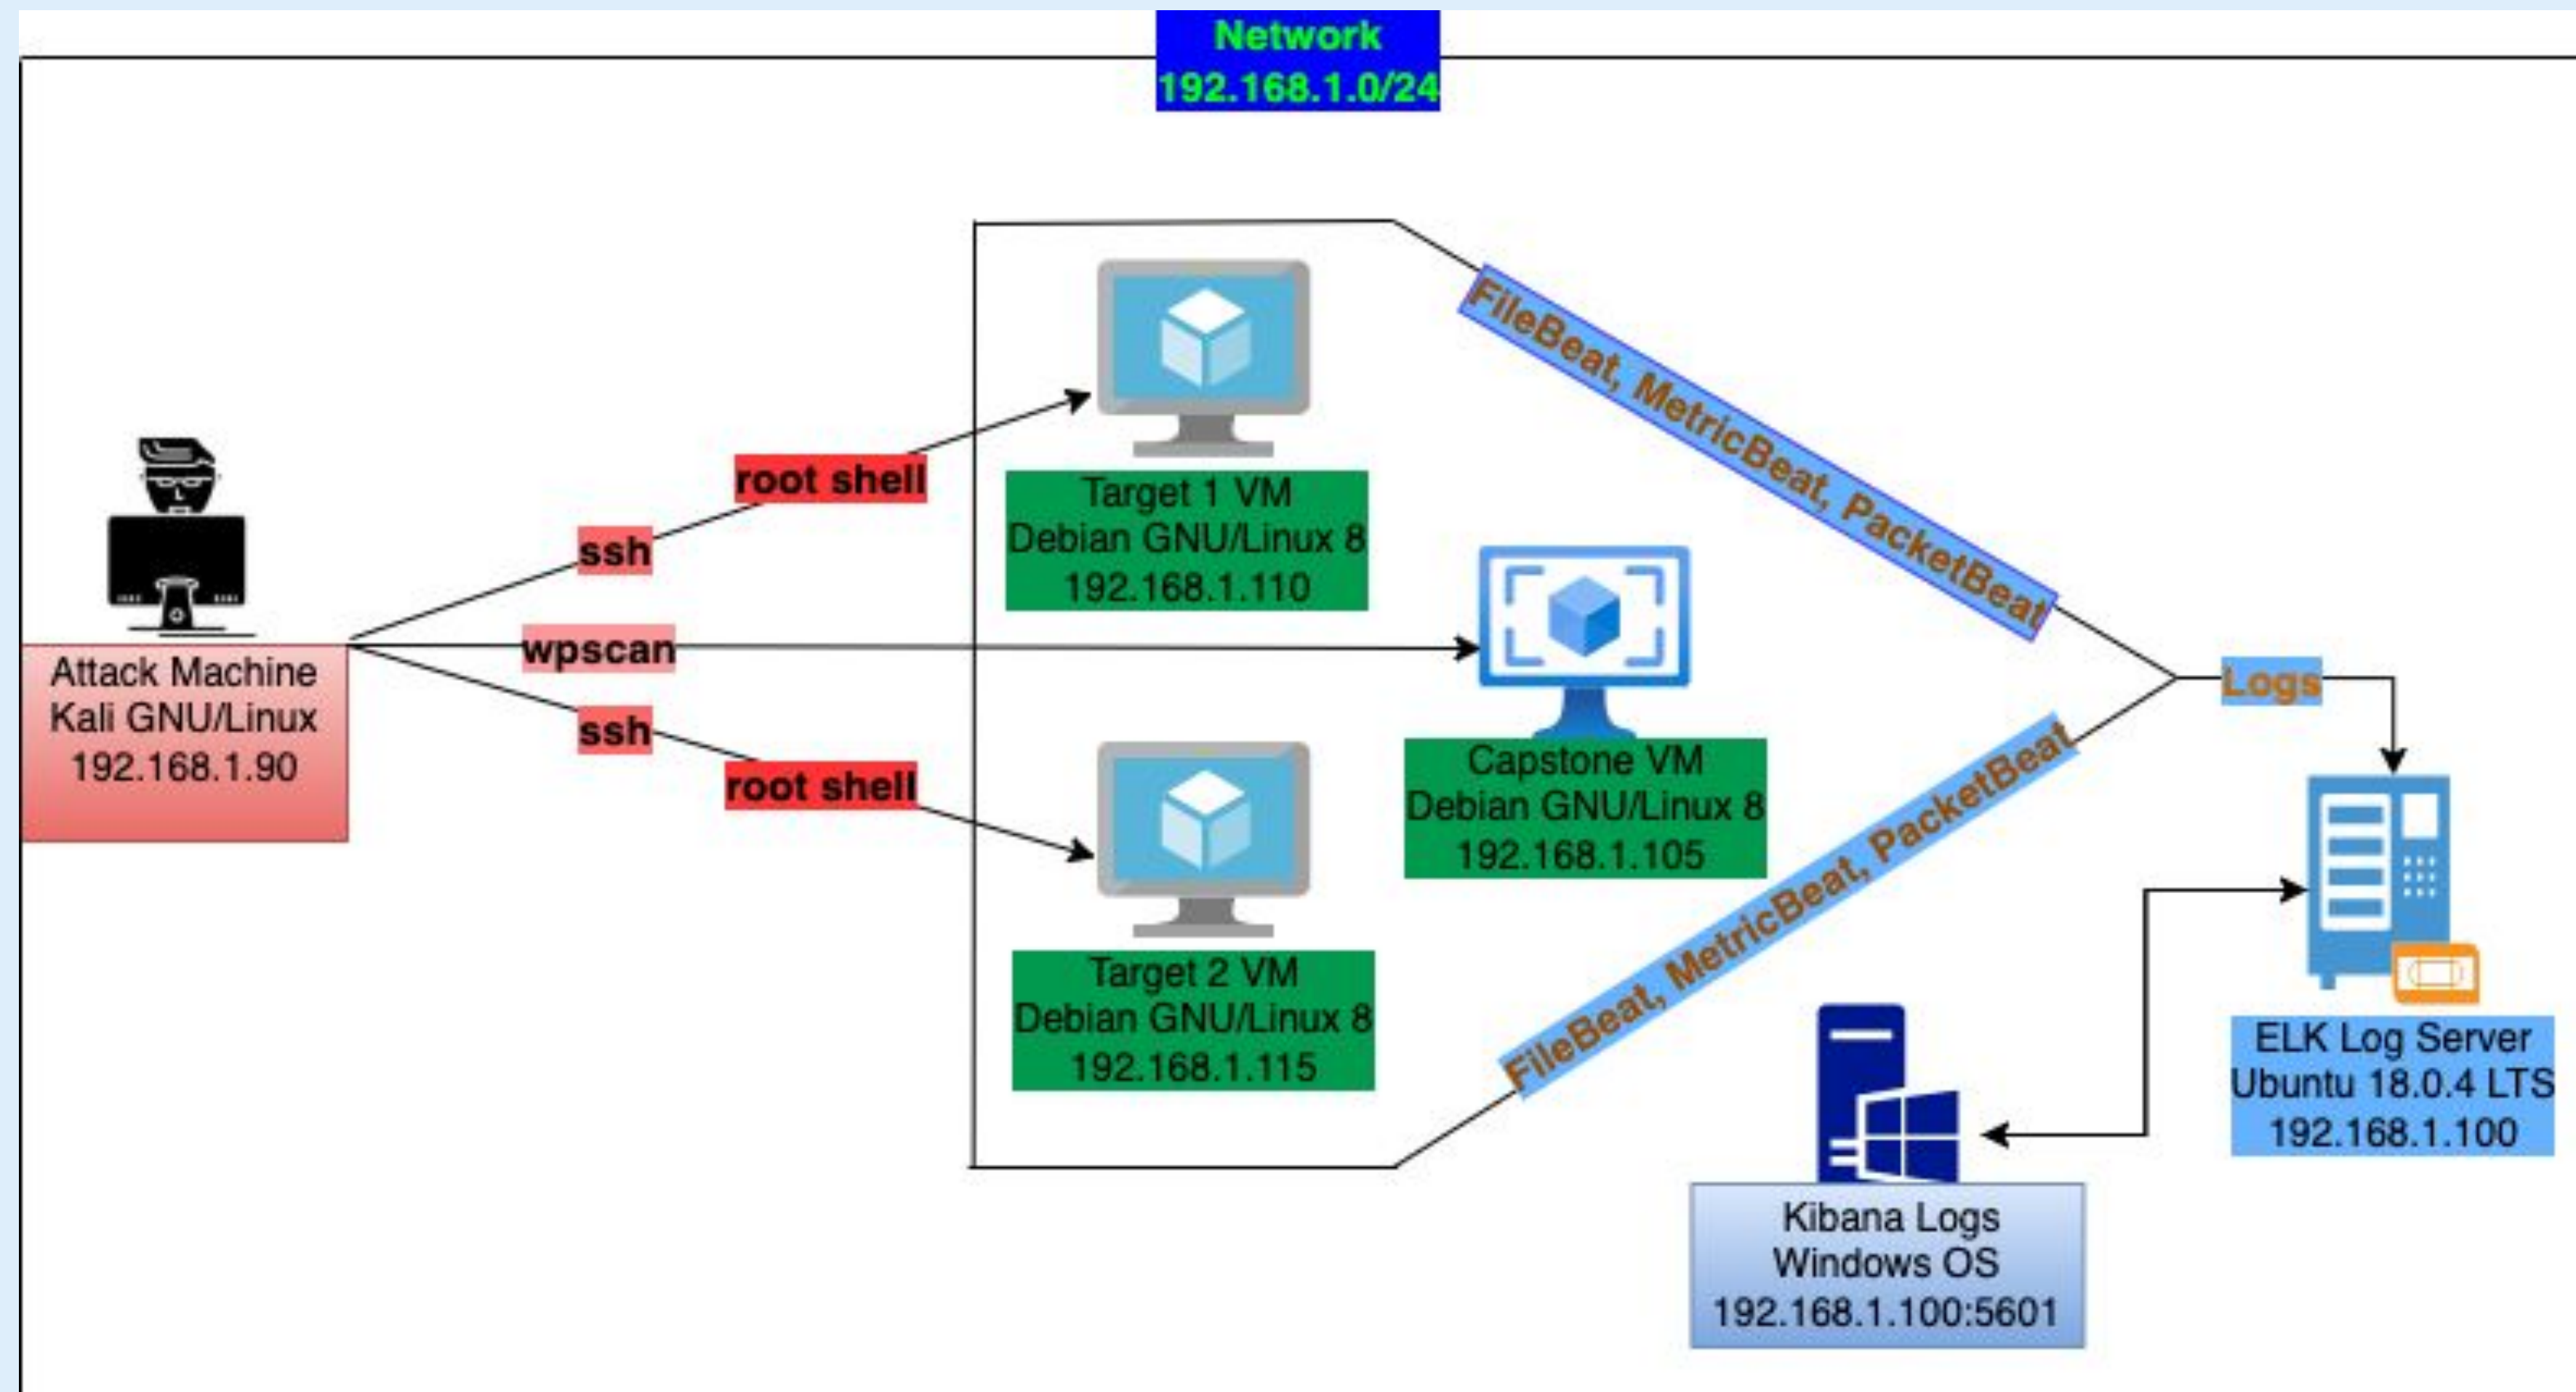 Network
192.168.1.0/24
FileBeat, MetricBeat, PacketBeat
root shell
Target 1 VM
Debian GNU/Linux 8
192.168.1.110
ssh
wpscan
Attack Machine
Kali GNU/Linux
192.168.1.90
ssh
root shell
Capstone VM
Debian GNU/Linux 8
192.168.1.105
Logs
FileBeat, MetricBeat, PacketBeat
Target 2 VM
Debian GNU/Linux 8
192.168.1.115
ELK Log Server
Ubuntu 18.0.4 LTS
192.168.1.100
Kibana Logs
Windows OS
192.168.1.100:5601